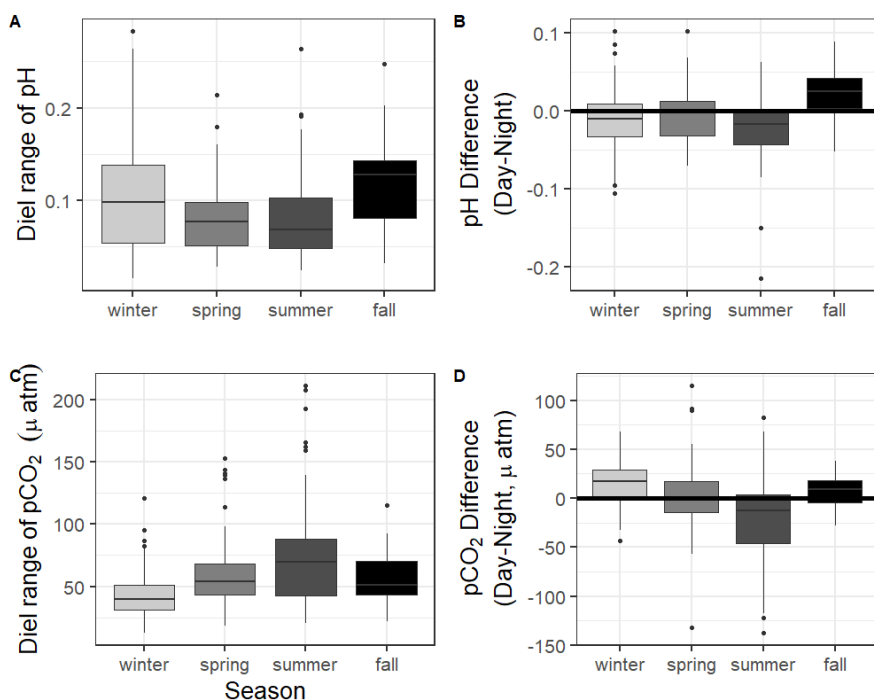 A
Diel range of pH
0.2
0.1
winter spring summer fall
B
pH Difference
(Day-Night)
0.1
0.0
-0.1
-0.2
winter spring summer fall
C
Diel range of pCO₂ (μ atm)
200
150
100
50
winter spring summer fall
Season
D
pCO₂ Difference
(Day-Night, μ atm)
100
50
0
-50
-100
-150
winter spring summer fall